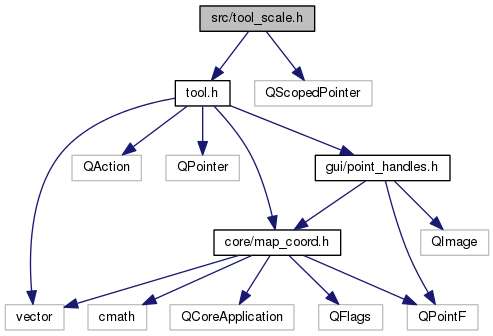 src/tool_scale.h
tool.h
QScopedPointer
QAction
QPointer
gui/point_handles.h
core/map_coord.h
QImage
vector
cmath
QCoreApplication
QFlags
QPointF